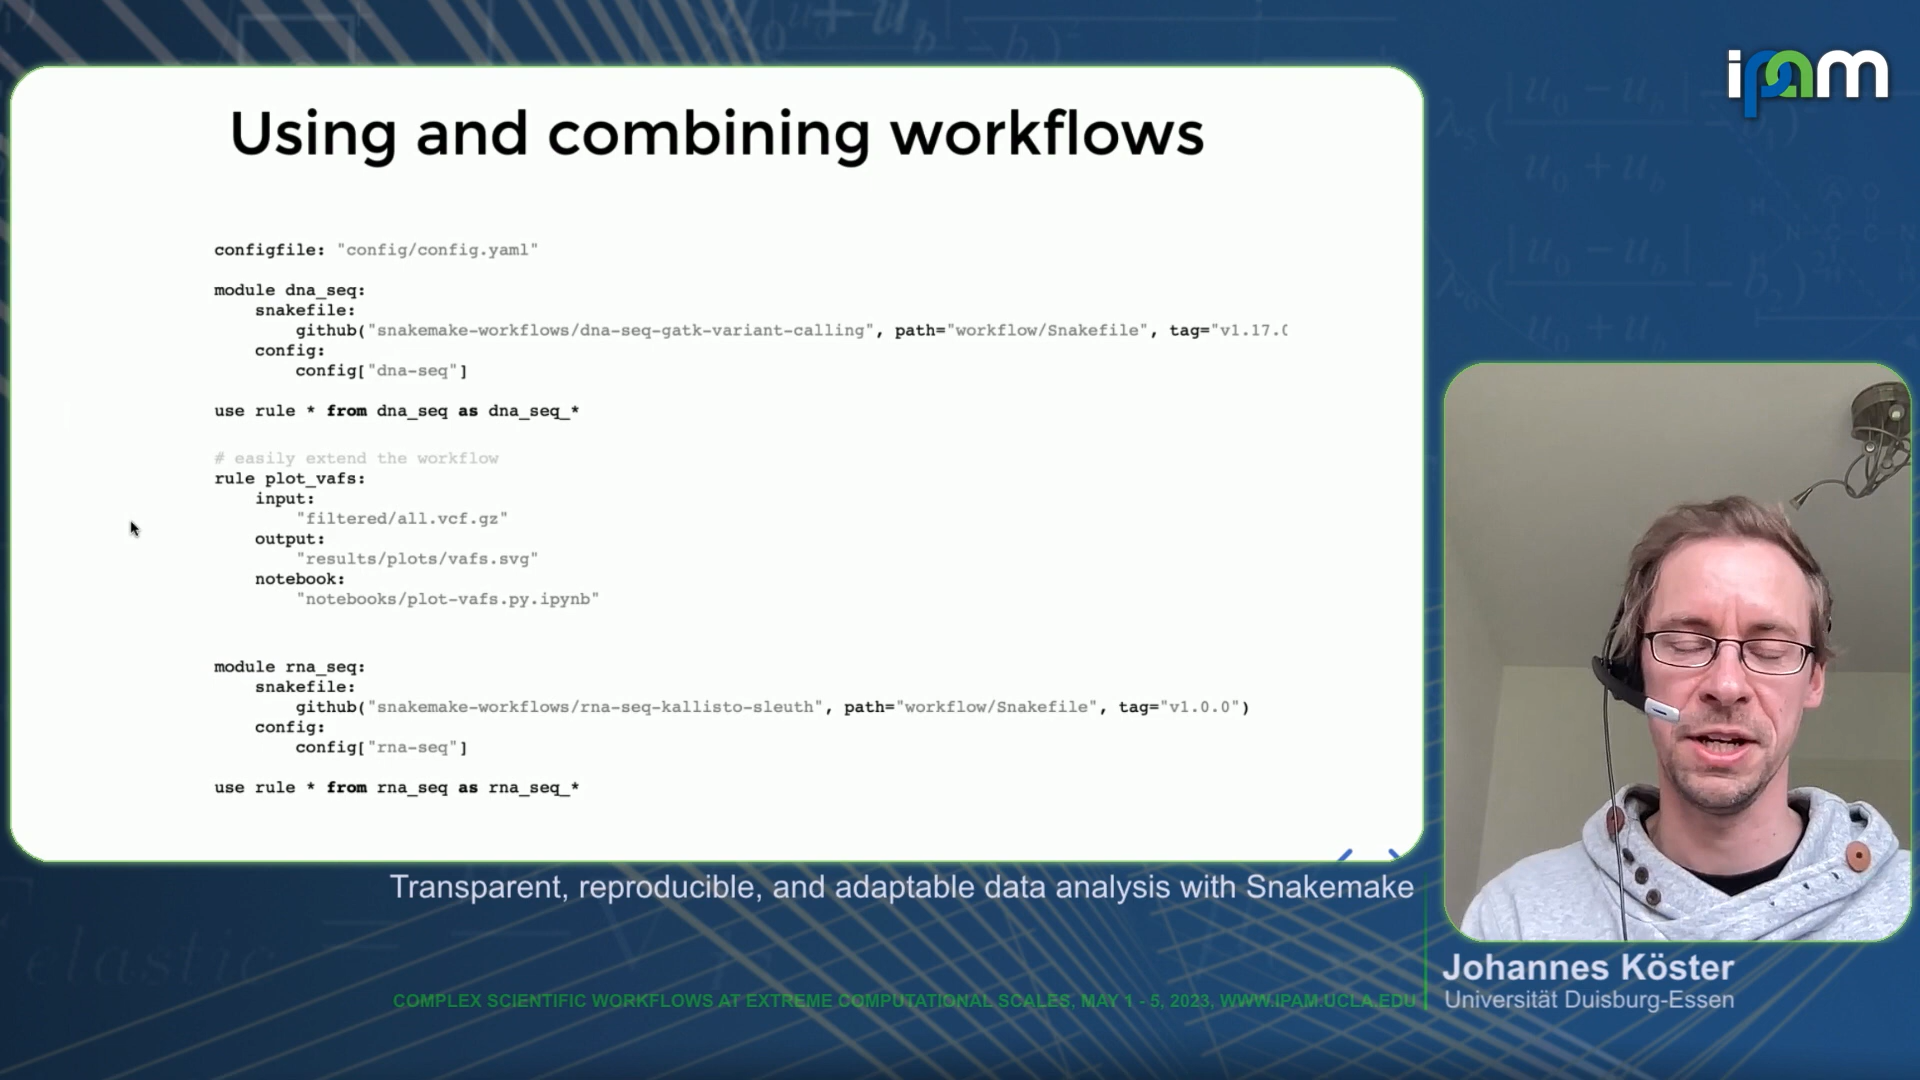 ipam
Using and combining workflows
configfile: "config/config.yaml"
module dna_seq:
snakefile:
github("snakemake-workflows/dna-seq-gatk-variant-calling", path="workflow/Snakefile", tag="v1.17.0
config:
config["dna-seq"]
use rule * from dna_seq as dna_seq_*
# easily extend the workflow
rule plot_vafs:
input:
"filtered/all.vcf.gz"
output:
"results/plots/vafs.svg"
notebook:
"notebooks/plot-vafs.py.ipynb"
module rna_seq:
snakefile:
github("snakemake-workflows/rna-seq-kallisto-sleuth", path="workflow/Snakefile", tag="v1.0.0")
config:
config["rna-seq"]
use rule * from rna_seq as rna_seq_*
Transparent, reproducible, and adaptable data analysis with Snakemake
Johannes Köster
Universität Duisburg-Essen
COMPLEX SCIENTIFIC WORKFLOWS AT EXTREME COMPUTATIONAL SCALES, MAY 1 - 5, 2023, WWW.IPAM.UCLA.EDU
elastic